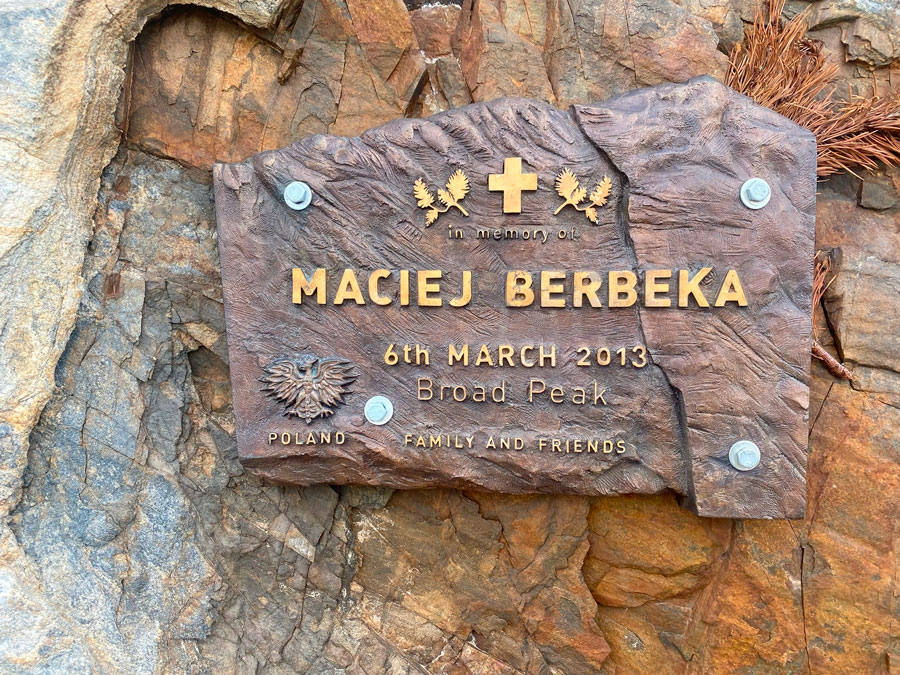 in memory of
MACIEJ BERBEKA
6th MARCH 2013
Broad Peak
POLAND
FAMILY AND FRIENDS